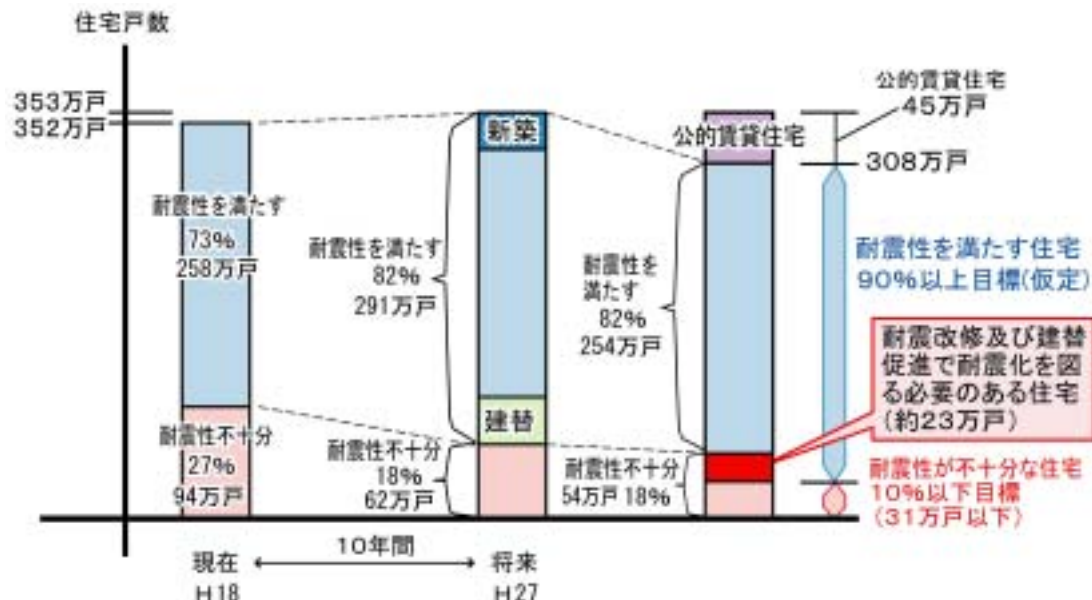 住宅戸数
353万戸
352万戸
耐震性を満たす
73%
258万戸
耐震性不十分
27%
94万戸
現在
H18
10年間
新築
耐震性を満たす
82%
291万戸
建替
耐震性不十分
18%
62万戸
将来
H27
公的賃貸住宅
耐震性を
満たす
82%
254万戸
耐震性不十分
54万戸 18%
公的賃貸住宅
45万戸
308万戸
耐震性を満たす住宅
90%以上目標(仮定)
耐震改修及び建替
促進で耐震化を図
る必要のある住宅
(約23万戸)
耐震性が不十分な住宅
10%以下目標
(31万戸以下)